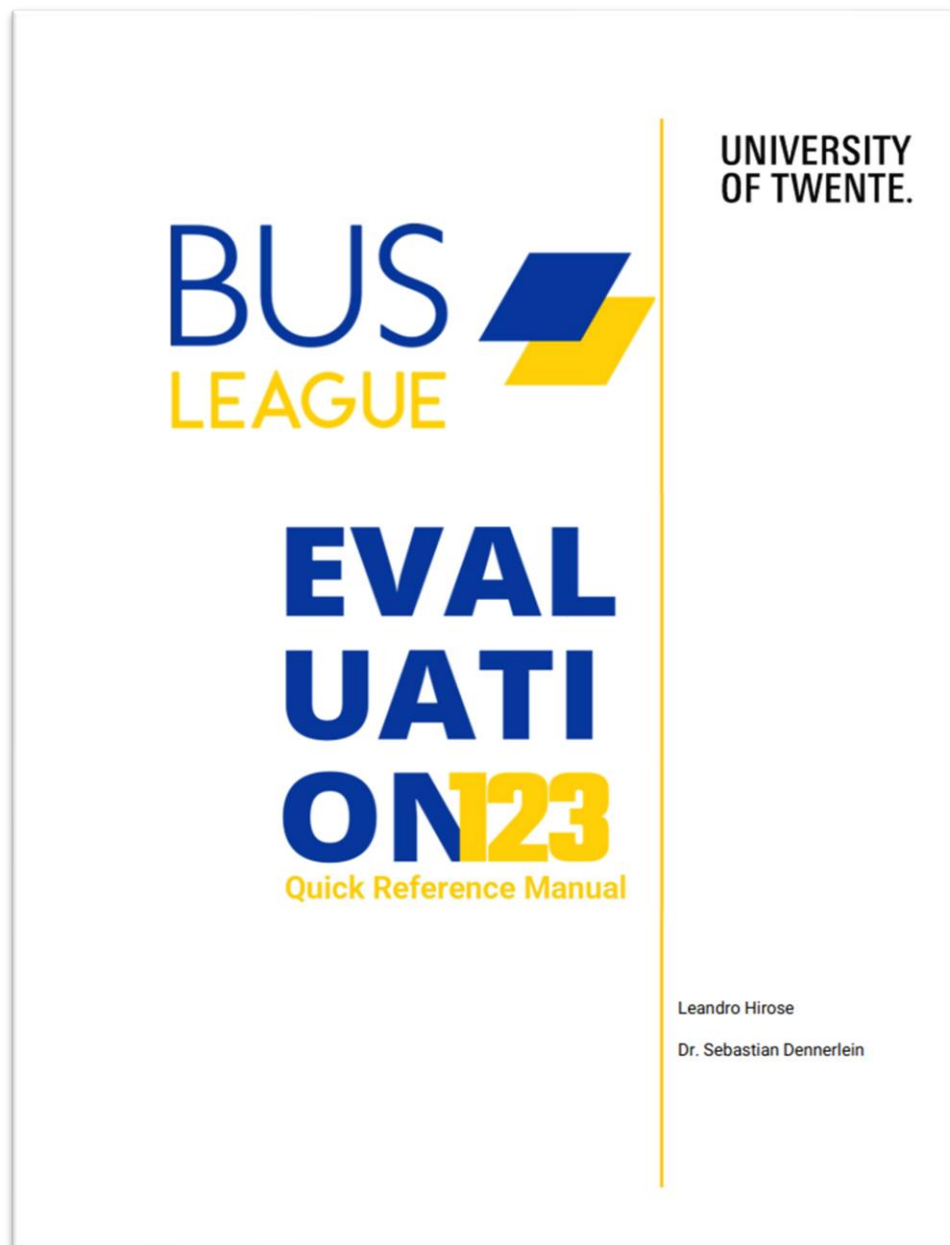 UNIVERSITY
OF TWENTE.
BUS
LEAGUE
EVAL
UATI
ON123
Quick Reference Manual
Leandro Hirose
Dr. Sebastian Dennerlein